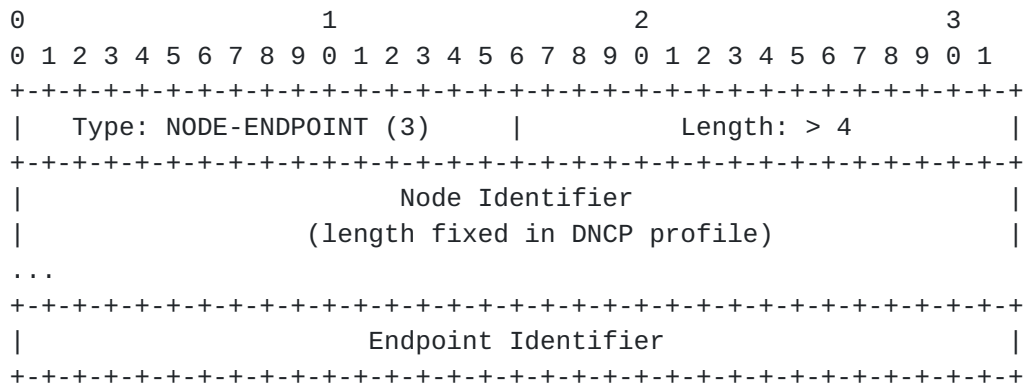 0                   1                   2                   3
0 1 2 3 4 5 6 7 8 9 0 1 2 3 4 5 6 7 8 9 0 1 2 3 4 5 6 7 8 9 0 1
+-+-+-+-+-+-+-+-+-+-+-+-+-+-+-+-+-+-+-+-+-+-+-+-+-+-+-+-+-+-+-+-+
|   Type: NODE-ENDPOINT (3)     |          Length: > 4          |
+-+-+-+-+-+-+-+-+-+-+-+-+-+-+-+-+-+-+-+-+-+-+-+-+-+-+-+-+-+-+-+-+
|                        Node Identifier                        |
|                  (length fixed in DNCP profile)               |
...
+-+-+-+-+-+-+-+-+-+-+-+-+-+-+-+-+-+-+-+-+-+-+-+-+-+-+-+-+-+-+-+-+
|                      Endpoint Identifier                      |
+-+-+-+-+-+-+-+-+-+-+-+-+-+-+-+-+-+-+-+-+-+-+-+-+-+-+-+-+-+-+-+-+